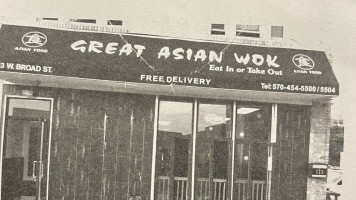 GREAT ASIAN WOK
ASIAN FOOD
Eat In or Take Out
ASIAN FOOD
3 W. BROAD ST.
FREE DELIVERY
Tel: 570-454-5500 / 5504